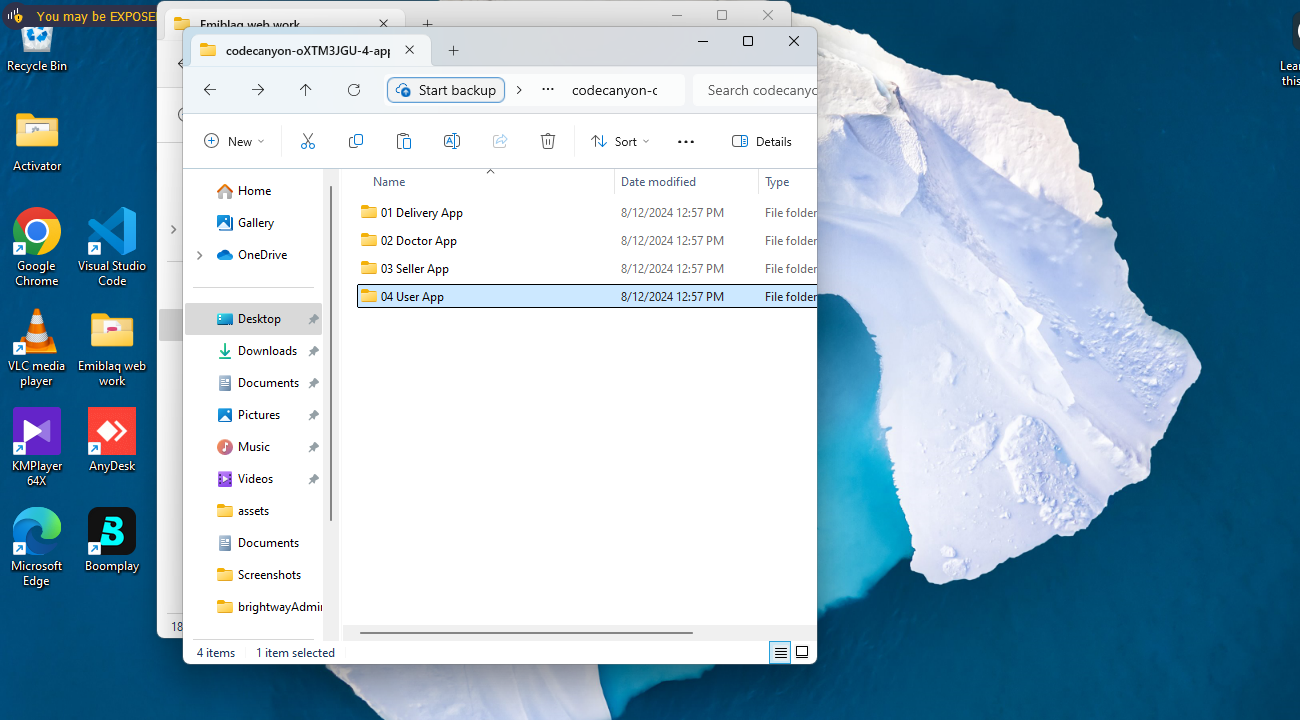 You may be EXPOSE
Recycle Bin
Activator
Google
Chrome
Visual Studio
Code
VLC media
player
Emiblaq web
work
KMPlayer
64X
AnyDesk
Microsoft
Edge
Boomplay
Emiblaq web work
18
codecanyon-oXTM3JGU-4-app
Start backup
codecanyon-c
Search codecanyc
New
Sort
Details
Home
Gallery
OneDrive
Desktop
Downloads
Documents
Pictures
Music
Videos
assets
Documents
Screenshots
brightwayAdmin
Name Date modified Type
01 Delivery App 8/12/2024 12:57 PM File folder
02 Doctor App 8/12/2024 12:57 PM File folder
03 Seller App 8/12/2024 12:57 PM File folder
04 User App 8/12/2024 12:57 PM File folder
4 items 1 item selected
Lea
this